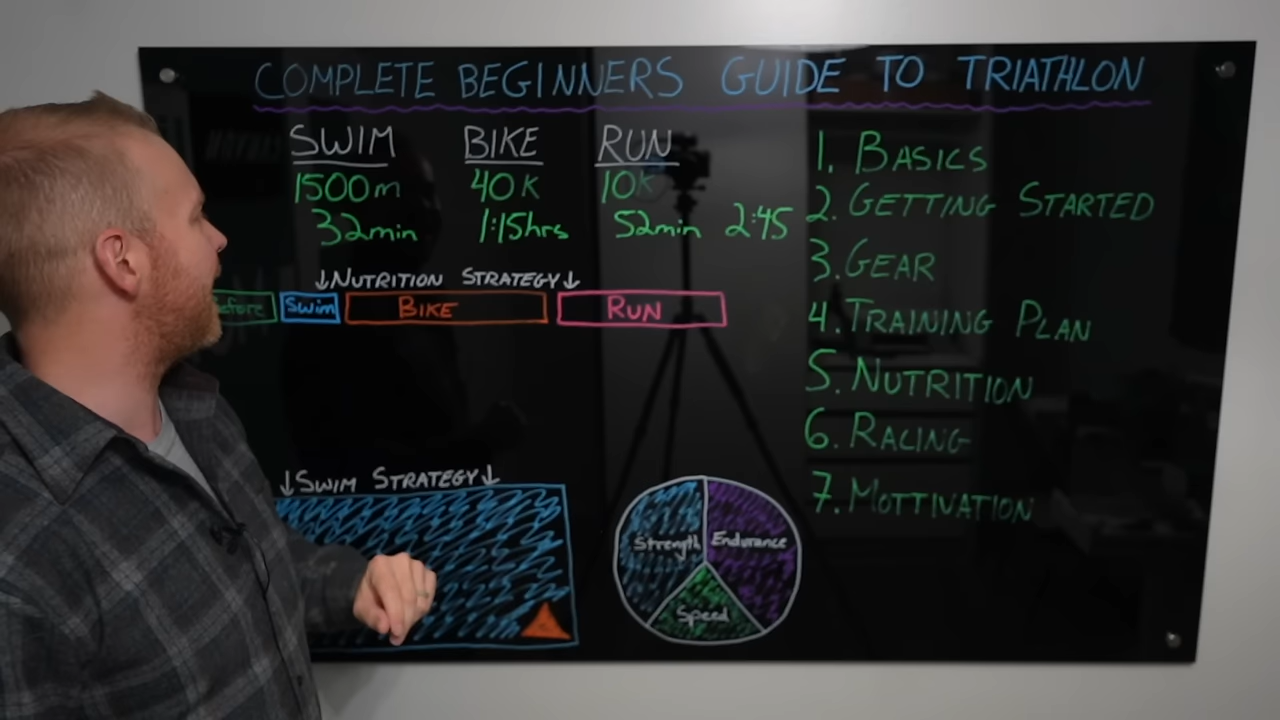 COMPLETE BEGINNERS GUIDE TO TRIATHLON
SWIM BIKE RUN
1500m 40K 10K
32min 1:15hrs 52min 2:45
↓NUTRITION STRATEGY↓
Swim BIKE RUN
↓SWIM STRATEGY↓
Strength Endurance
Speed
1. BASICS
2. GETTING STARTED
3. GEAR
4. TRAINING PLAN
5. NUTRITION
6. RACING
7. MOTTIVATION